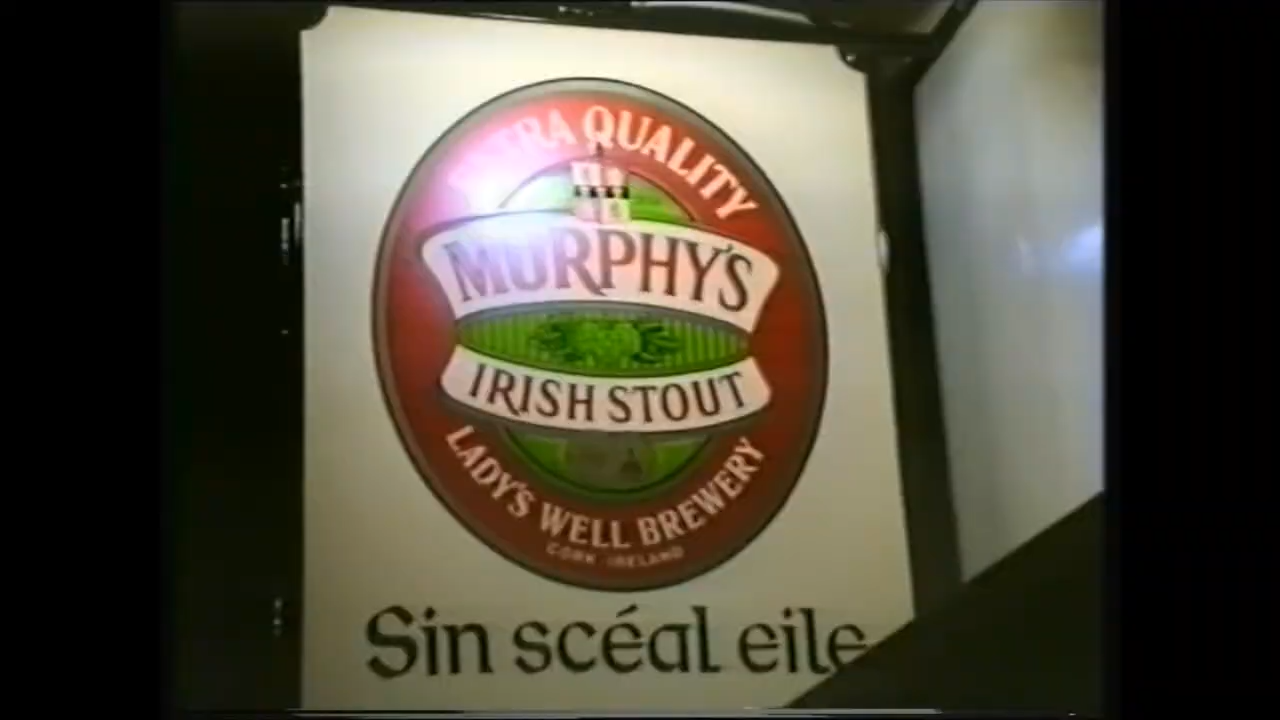 EXTRA QUALITY
MURPHY'S
IRISH STOUT
LADY'S WELL BREWERY
CORK · IRELAND
Sin scéal eile